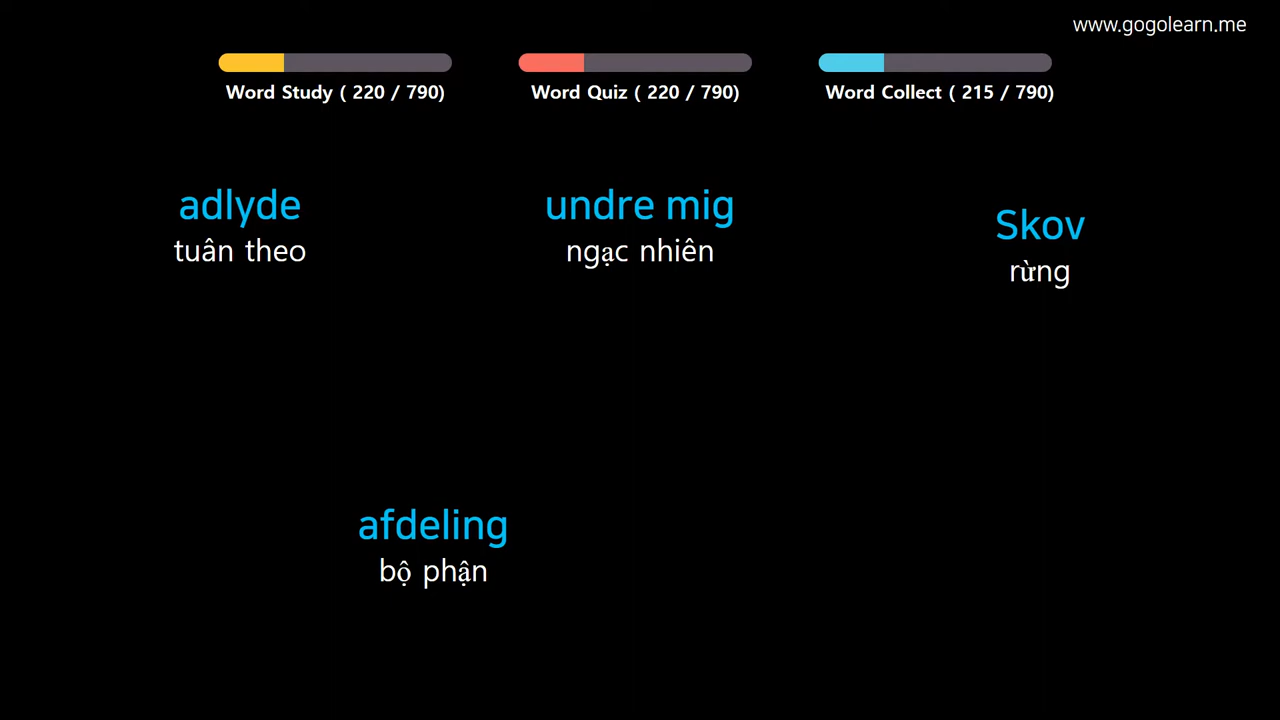 www.gogolearn.me
Word Study ( 220 / 790)
Word Quiz ( 220 / 790)
Word Collect ( 215 / 790)
adlyde
tuân theo
undre mig
ngạc nhiên
Skov
rừng
afdeling
bộ phận